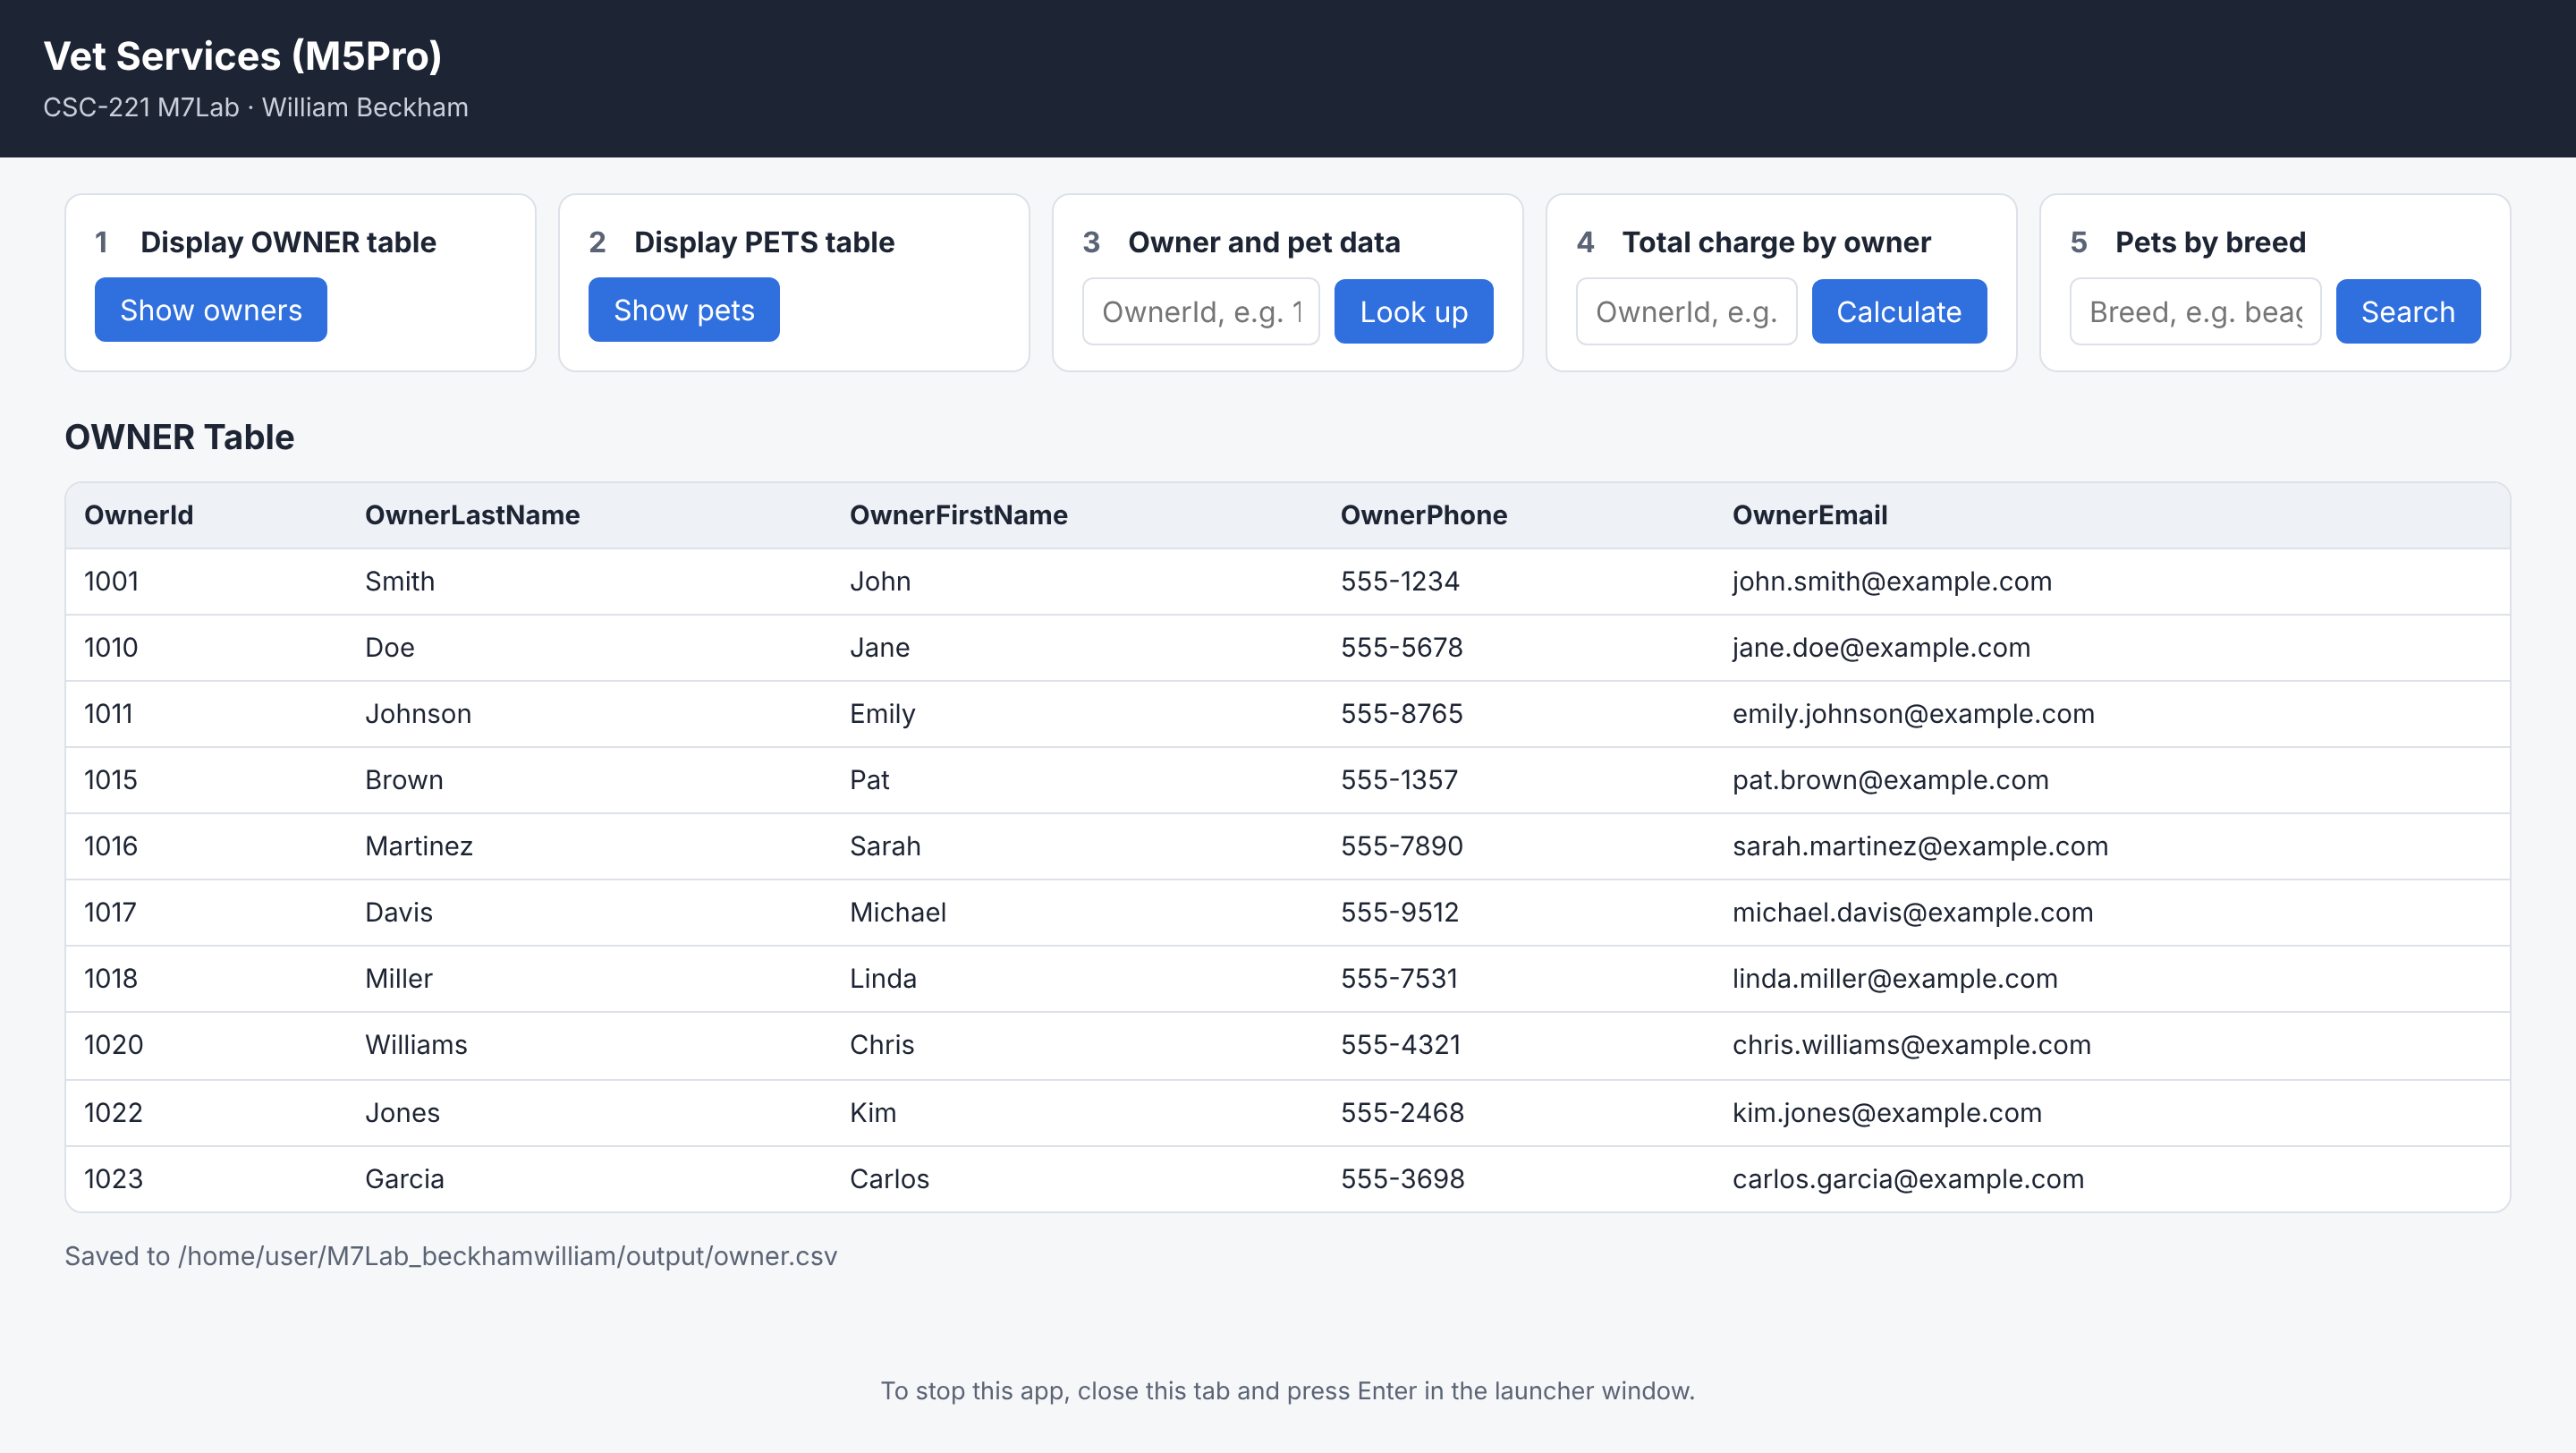 Vet Services (M5Pro)
CSC-221 M7Lab · William Beckham
1 Display OWNER table
Show owners
2 Display PETS table
Show pets
3 Owner and pet data
OwnerId, e.g. 1 Look up
4 Total charge by owner
OwnerId, e.g. Calculate
5 Pets by breed
Breed, e.g. beag Search
OWNER Table
OwnerId OwnerLastName OwnerFirstName OwnerPhone OwnerEmail
1001 Smith John 555-1234 john.smith@example.com
1010 Doe Jane 555-5678 jane.doe@example.com
1011 Johnson Emily 555-8765 emily.johnson@example.com
1015 Brown Pat 555-1357 pat.brown@example.com
1016 Martinez Sarah 555-7890 sarah.martinez@example.com
1017 Davis Michael 555-9512 michael.davis@example.com
1018 Miller Linda 555-7531 linda.miller@example.com
1020 Williams Chris 555-4321 chris.williams@example.com
1022 Jones Kim 555-2468 kim.jones@example.com
1023 Garcia Carlos 555-3698 carlos.garcia@example.com
Saved to /home/user/M7Lab_beckhamwilliam/output/owner.csv
To stop this app, close this tab and press Enter in the launcher window.